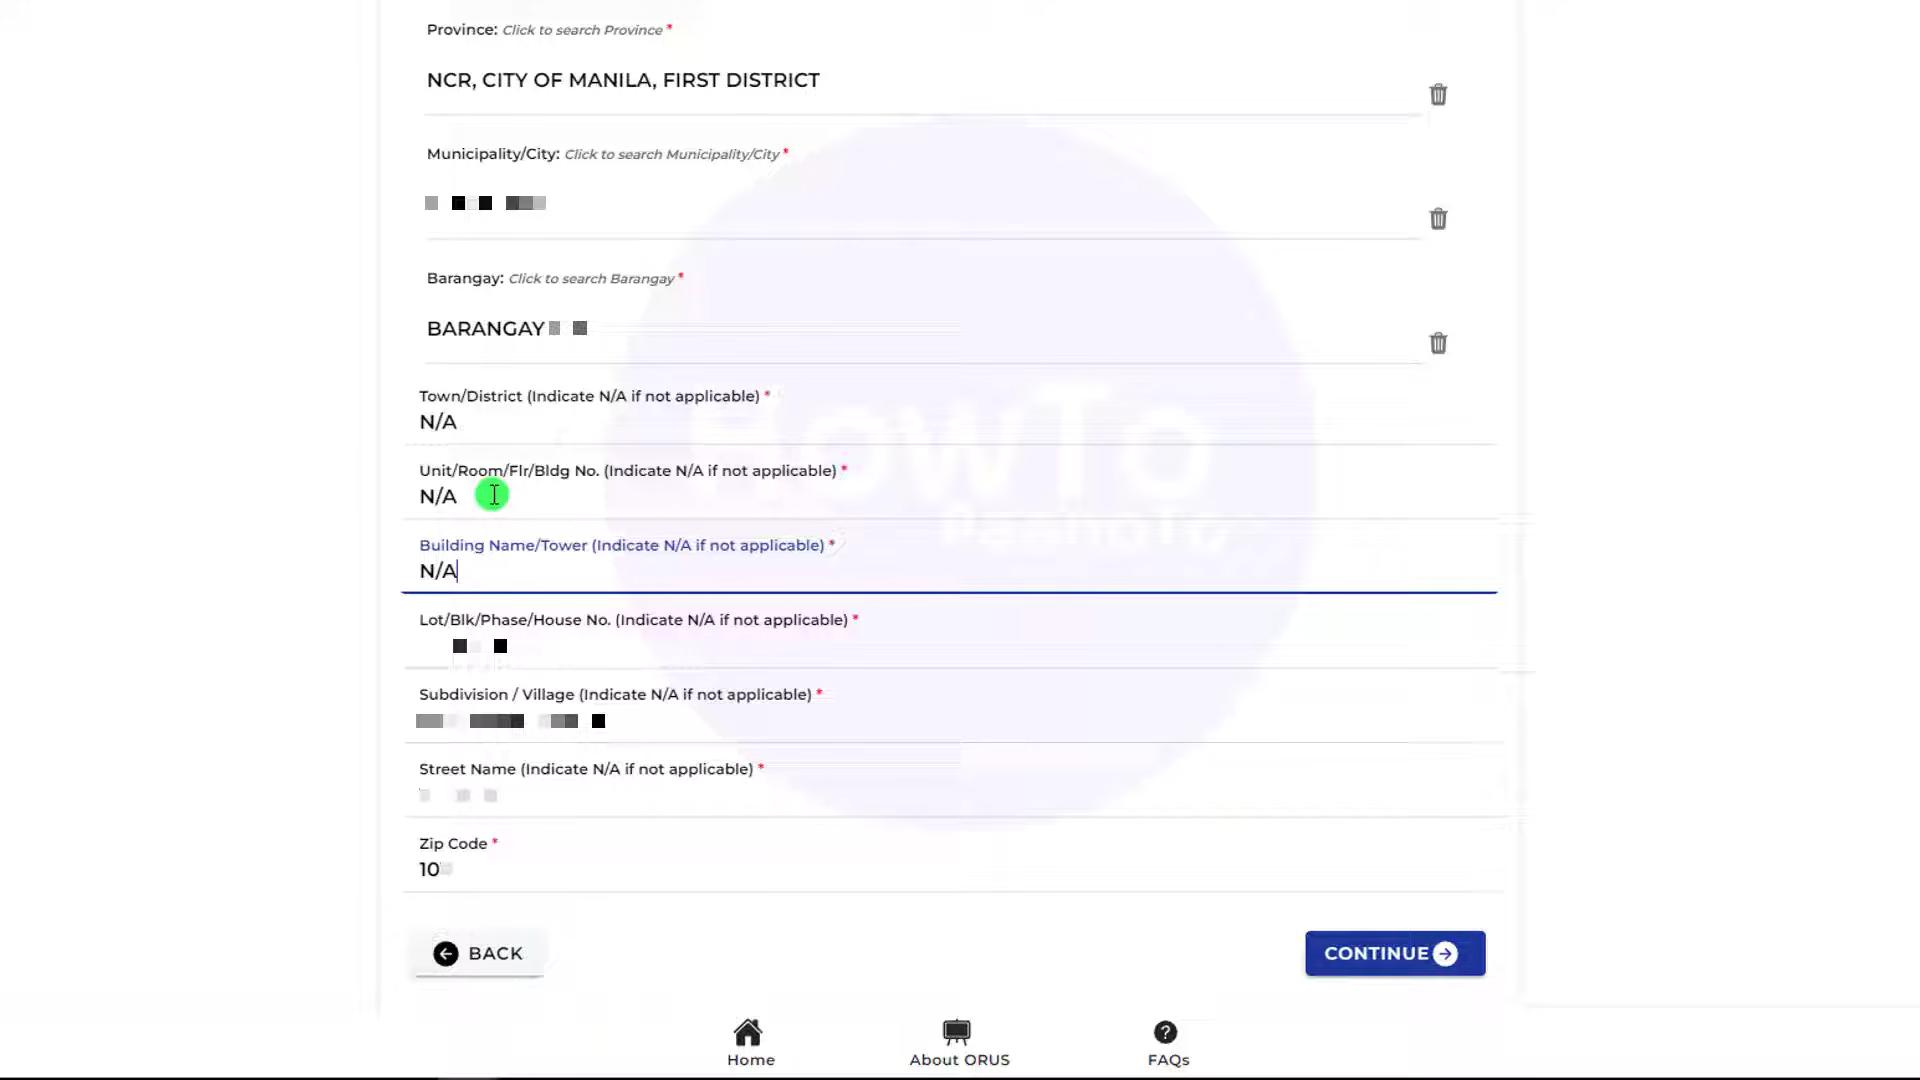 Province: Click to search Province *
NCR, CITY OF MANILA, FIRST DISTRICT
Municipality/City: Click to search Municipality/City *
Barangay: Click to search Barangay *
BARANGAY
Town/District (Indicate N/A if not applicable) *
N/A
Unit/Room/Flr/Bldg No. (Indicate N/A if not applicable) *
N/A
Building Name/Tower (Indicate N/A if not applicable) *
N/A
Lot/Blk/Phase/House No. (Indicate N/A if not applicable) *
Subdivision / Village (Indicate N/A if not applicable) *
Street Name (Indicate N/A if not applicable) *
Zip Code *
10
BACK
CONTINUE
Home
About ORUS
FAQs
HowTo